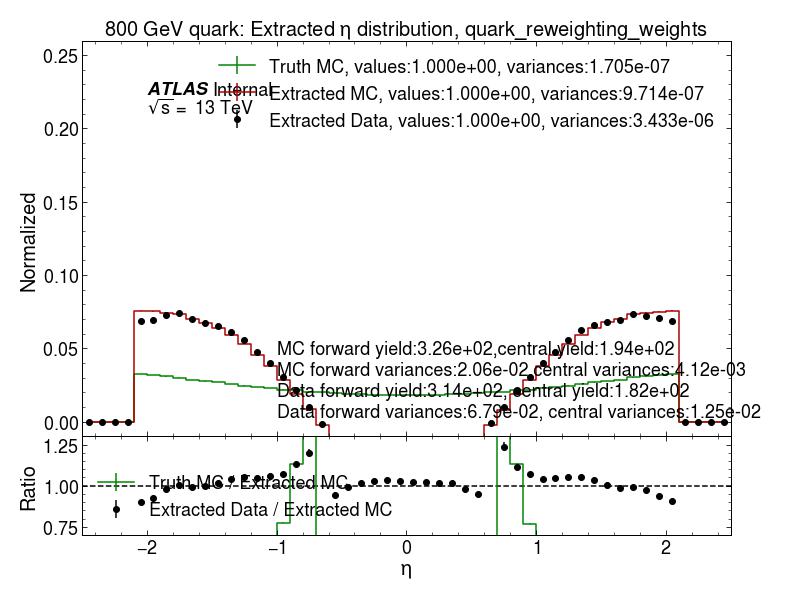 800 GeV quark: Extracted η distribution, quark_reweighting_weights
0.25
0.20
0.15
0.10
0.05
0.00
Normalized
Truth MC, values:1.000e+00, variances:1.705e-07
Extracted MC, values:1.000e+00, variances:9.714e-07
Extracted Data, values:1.000e+00, variances:3.433e-06
ATLAS Internal
√s = 13 TeV
MC forward yield:3.26e+02,central yield:1.94e+02
MC forward variances:2.06e-02,central variances:4.12e-03
Data forward yield:3.14e+02, central yield:1.82e+02
Data forward variances:6.79e-02, central variances:1.25e-02
1.25
1.00
0.75
Ratio
Truth MC / Extracted MC
Extracted Data / Extracted MC
−2 −1 0 1 2
η